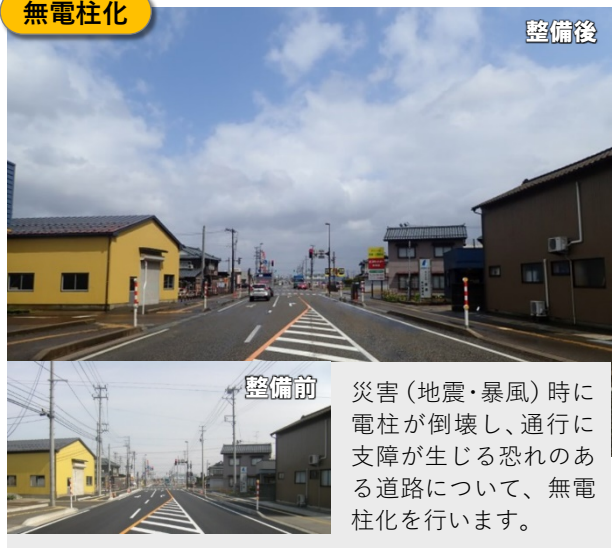 無電柱化
整備後
整備前
災害（地震・暴風）時に
電柱が倒壊し、通行に
支障が生じる恐れのあ
る道路について、無電
柱化を行います。